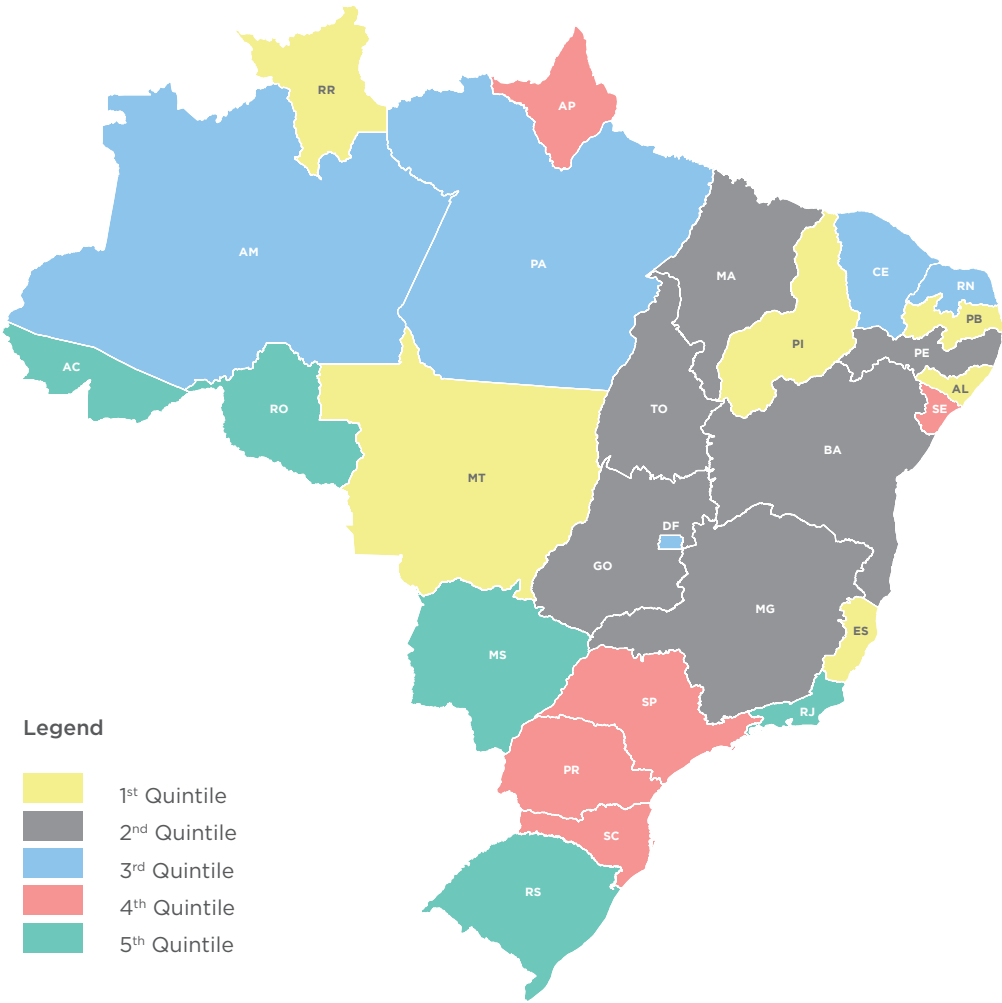 RR
AP
AM
PA
MA
CE
RN
PB
PI
PE
AC
AL
RO
TO
SE
BA
MT
DF
GO
MG
ES
MS
SP
RJ
PR
SC
RS
Legend
1st Quintile
2nd Quintile
3rd Quintile
4th Quintile
5th Quintile